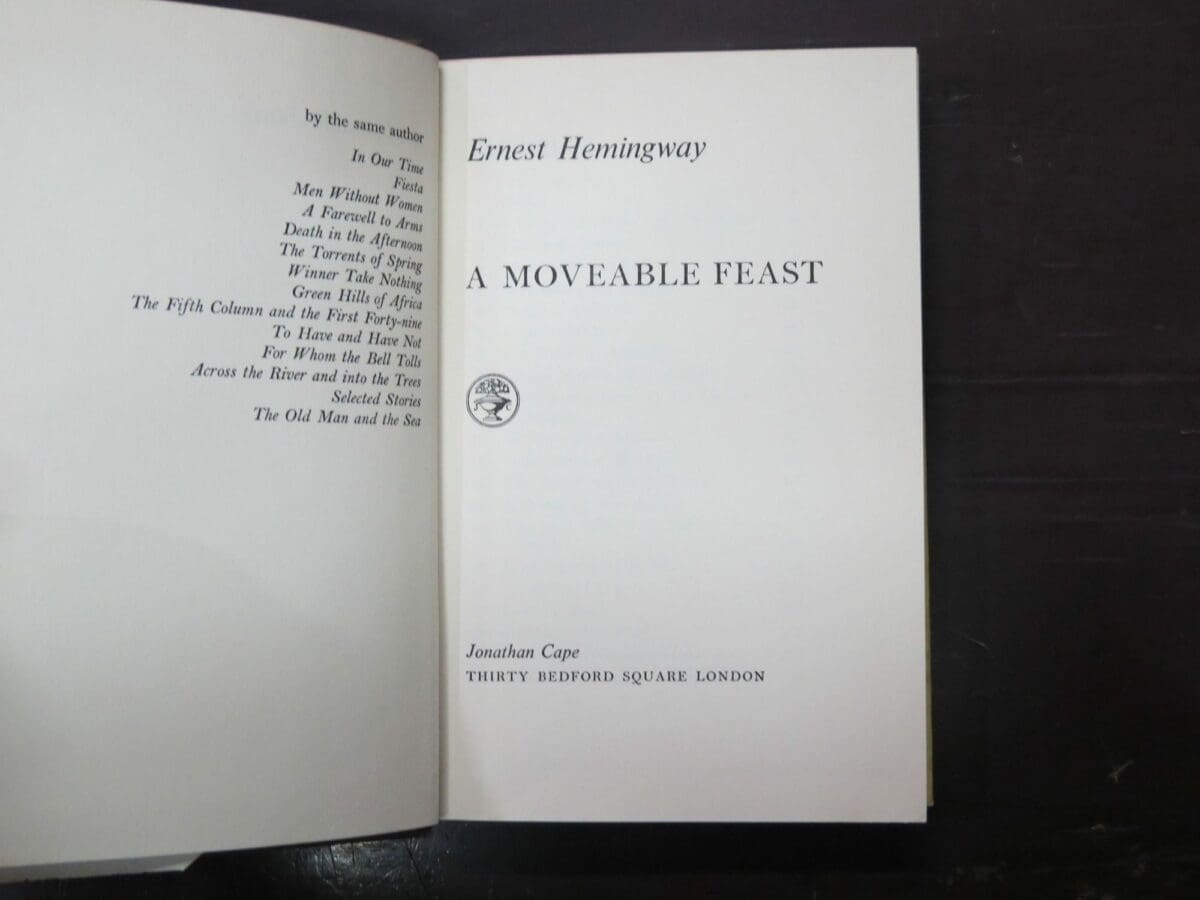 by the same author
In Our Time
Fiesta
Men Without Women
A Farewell to Arms
Death in the Afternoon
The Torrents of Spring
Winner Take Nothing
Green Hills of Africa
The Fifth Column and the First Forty-nine
To Have and Have Not
For Whom the Bell Tolls
Across the River and into the Trees
Selected Stories
The Old Man and the Sea
Ernest Hemingway
A MOVEABLE FEAST
Jonathan Cape
THIRTY BEDFORD SQUARE LONDON